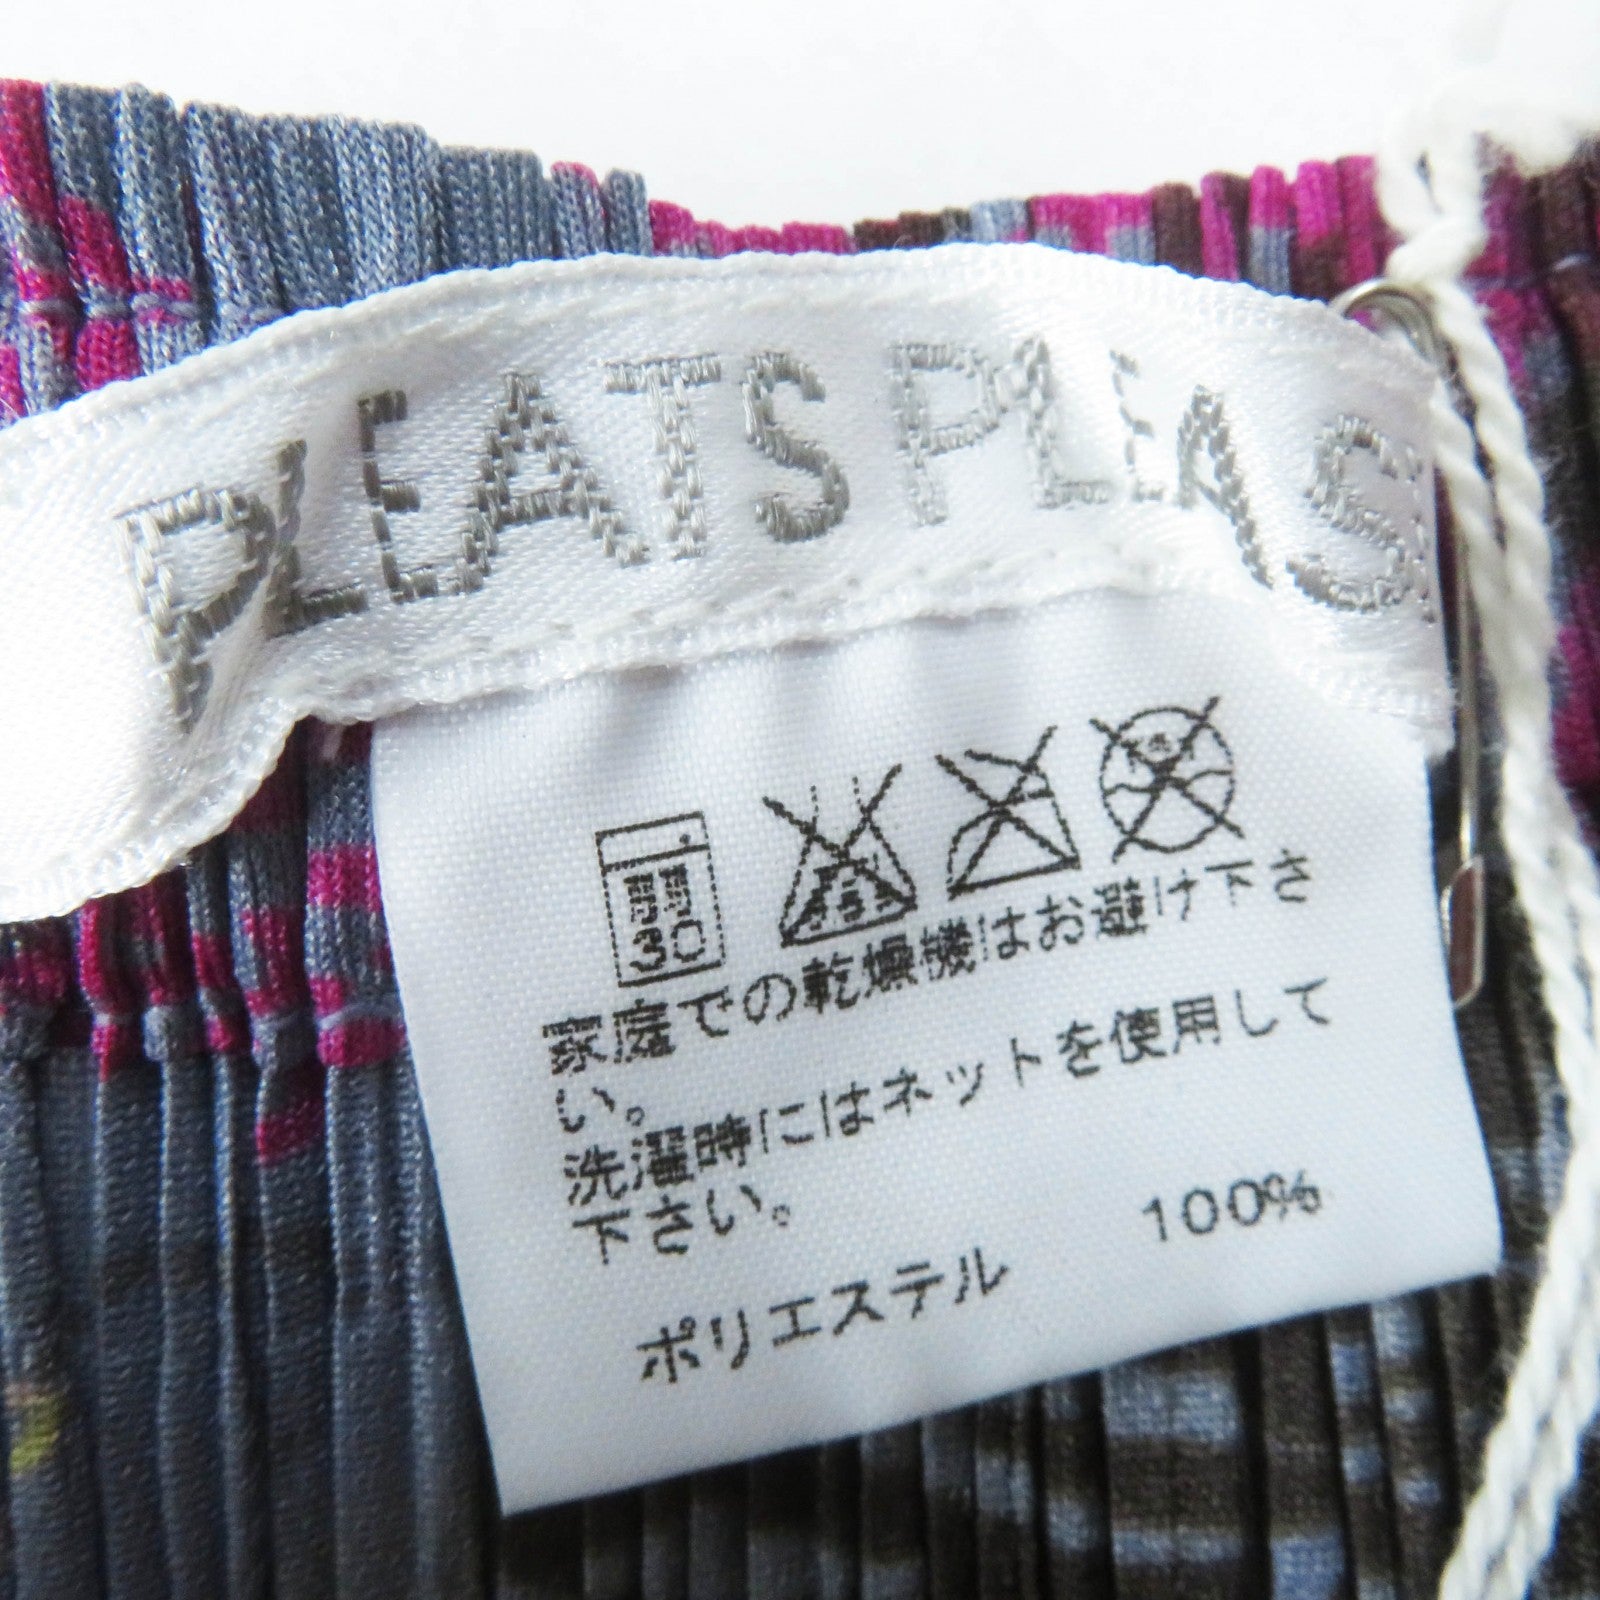 PLEATS PLEAS
30
家庭での乾燥機はお避け下さ
い。
洗濯時にはネットを使用して
下さい。
ポリエステル 100%